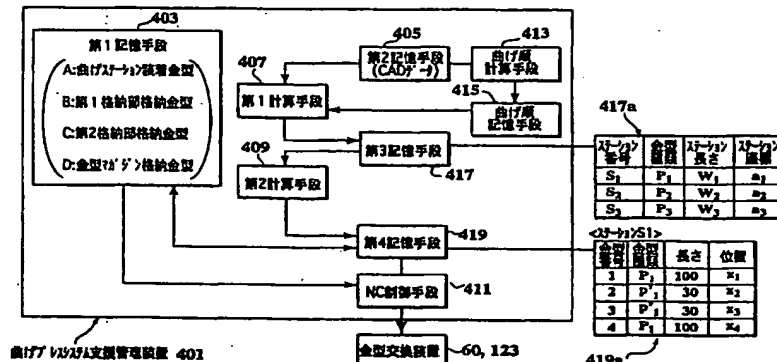 403
第1記憶手段
A:曲げステーション装着金型
B:第1格納部格納金型
C:第2格納部格納金型
D:金型マガジン格納金型
405
第2記憶手段
(CADデータ)
413
曲げ順
計算手段
407
第1計算手段
415
曲げ順
記憶手段
第3記憶手段
417
409
第2計算手段
第4記憶手段
419
NC制御手段
411
曲げプレスシステム支援管理装置 401
金型交換装置
60, 123
417a
ステーション番号 金型種類 ステーション長さ ステーション座標
S₁ P₁ W₁ a₁
S₂ P₂ W₂ a₂
S₃ P₃ W₃ a₃
<ステーションS1>
金型番号 金型種類 長さ 位置
1 P₁ 100 x₁
2 30 x₂
3 30 x₃
4 P₁ 100 x₄
419a